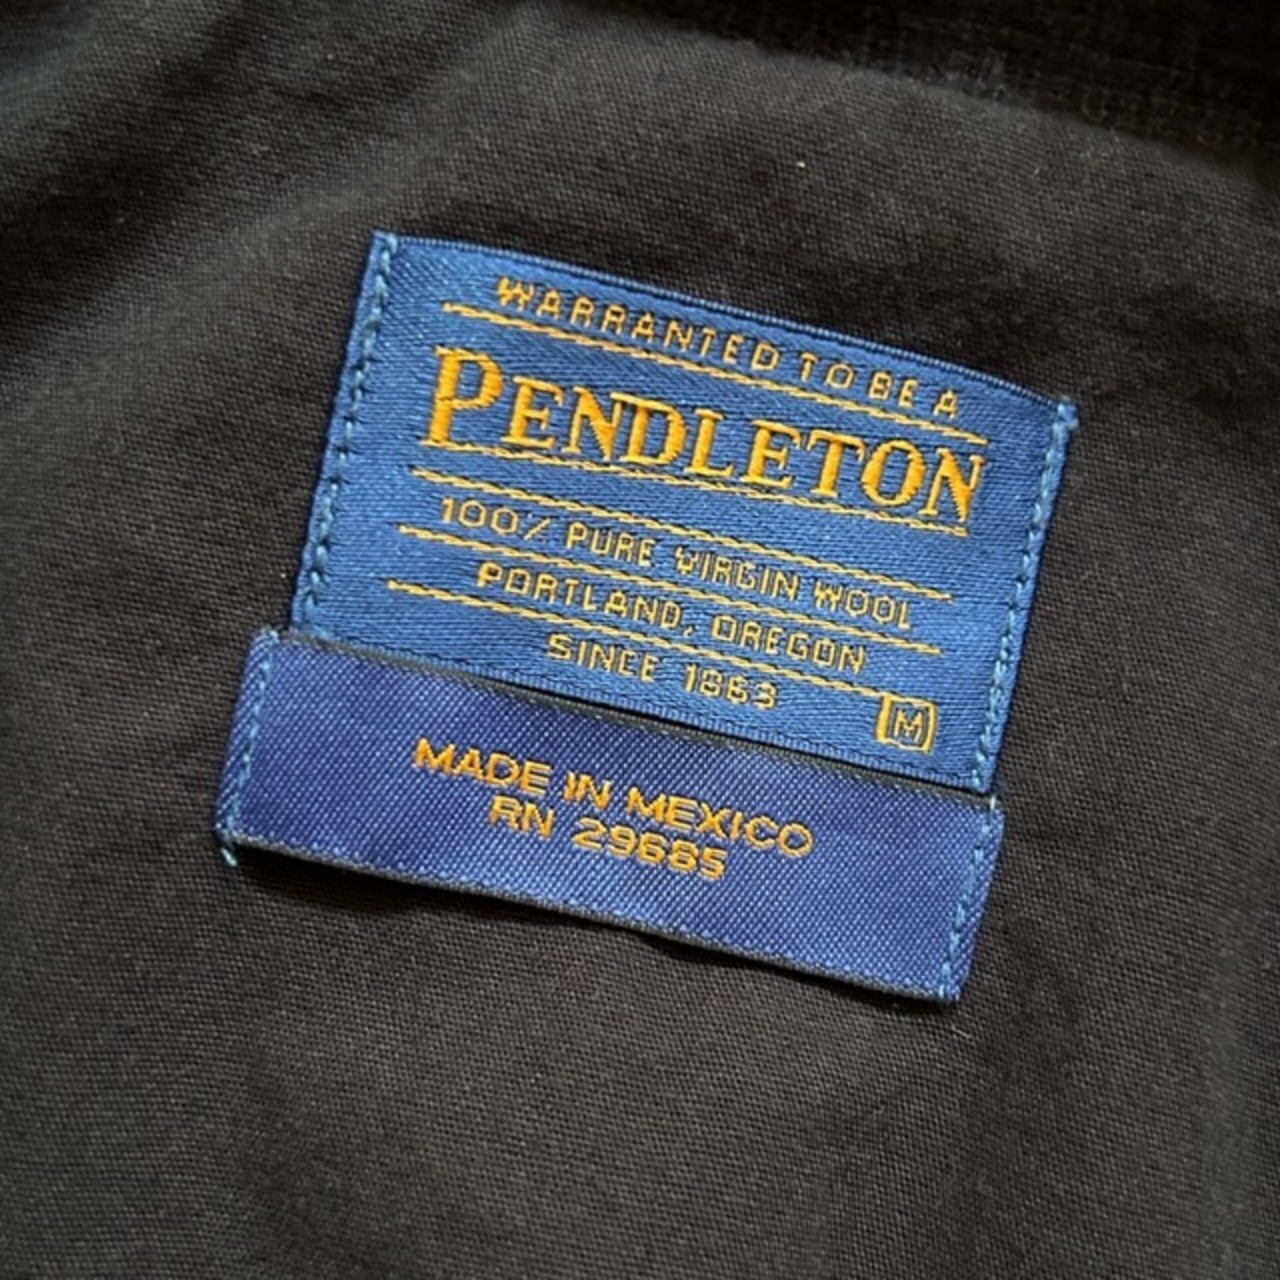 WARRANTED TO BE A
PENDLETON
100% PURE VIRGIN WOOL
PORTLAND, OREGON
SINCE 1863
M
MADE IN MEXICO
RN 29685